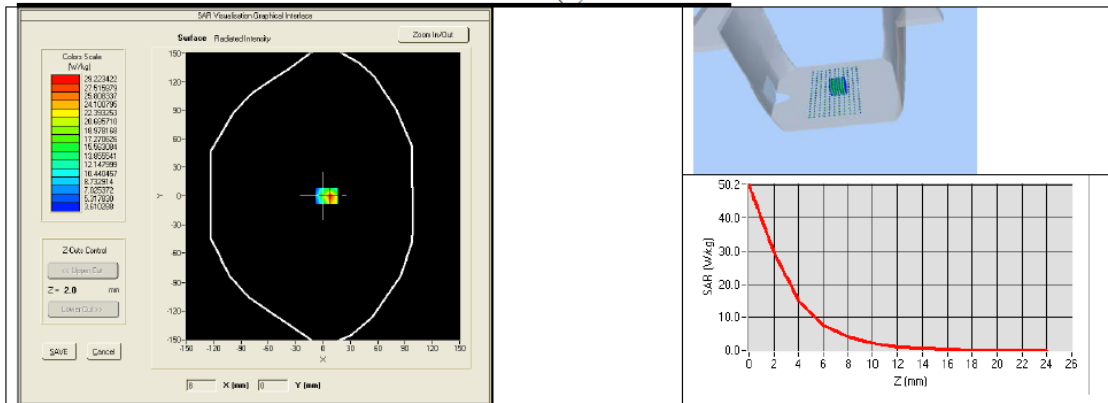 SAR Visualisation Graphical Interface
Surface Radiated Intensity
Zoom In/Out
Colors Scale
(W/kg)
29.223422
27.515879
25.808337
24.100795
22.393253
20.685710
18.978168
17.270626
15.563084
13.855541
12.147999
10.440457
8.732914
7.025372
5.317830
3.610288
Z-Cuts Control
<< Upper Cut
Z = 2.0 mm
Lower Cut >>
SAVE Cancel
150-
120-
90-
60-
30-
0-
-30-
-60-
-90-
-120-
-150-
Y
-150 -120 -90 -60 -30 0 30 60 90 120 150
X
8 X (mm) 0 Y (mm)
50.2-
40.0-
30.0-
20.0-
10.0-
0.0-
SAR (W/kg)
0 2 4 6 8 10 12 14 16 18 20 22 24 26
Z (mm)